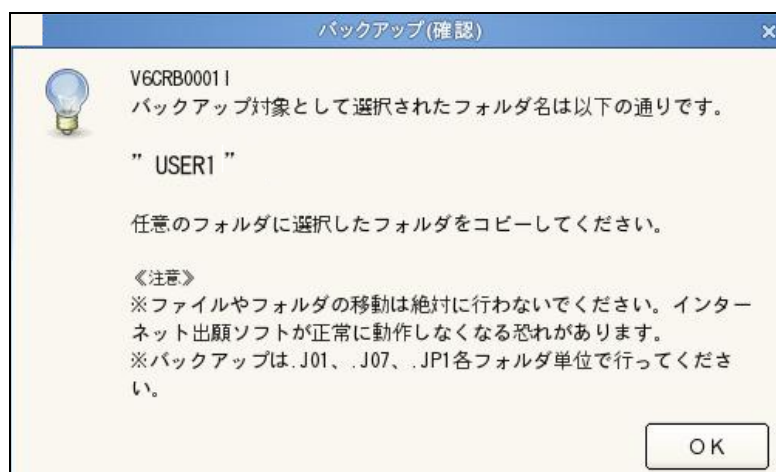 バックアップ(確認)
V6CRB0001I
バックアップ対象として選択されたフォルダ名は以下の通りです。
” USER1 ”
任意のフォルダに選択したフォルダをコピーしてください。
≪注意≫
※ファイルやフォルダの移動は絶対に行わないでください。インター
ネット出願ソフトが正常に動作しなくなる恐れがあります。
※バックアップは.J01、.J07、.JP1各フォルダ単位で行ってくださ
い。
OK